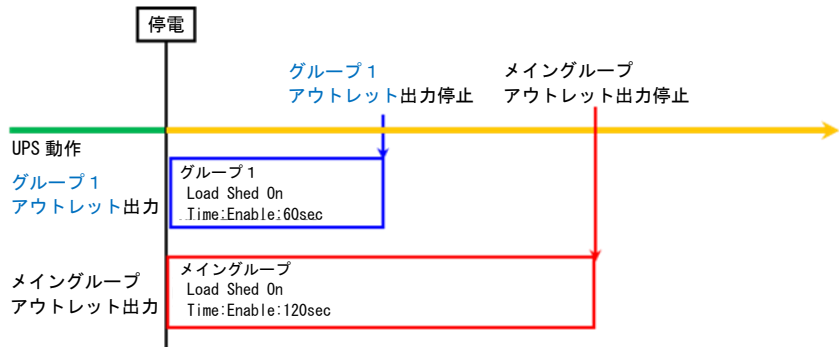 停電
グループ１
アウトレット出力停止
メイングループ
アウトレット出力停止
UPS 動作
グループ１
アウトレット出力
グループ１
Load Shed On
Time:Enable:60sec
メイングループ
アウトレット出力
メイングループ
Load Shed On
Time:Enable:120sec